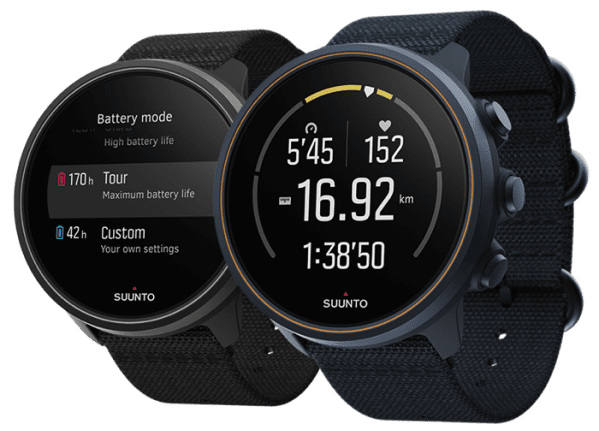 Battery mode
High battery life
170 h Tour
Maximum battery life
42 h Custom
Your own settings
SUUNTO
5'45 152
16.92 km
1:38'50
SUUNTO